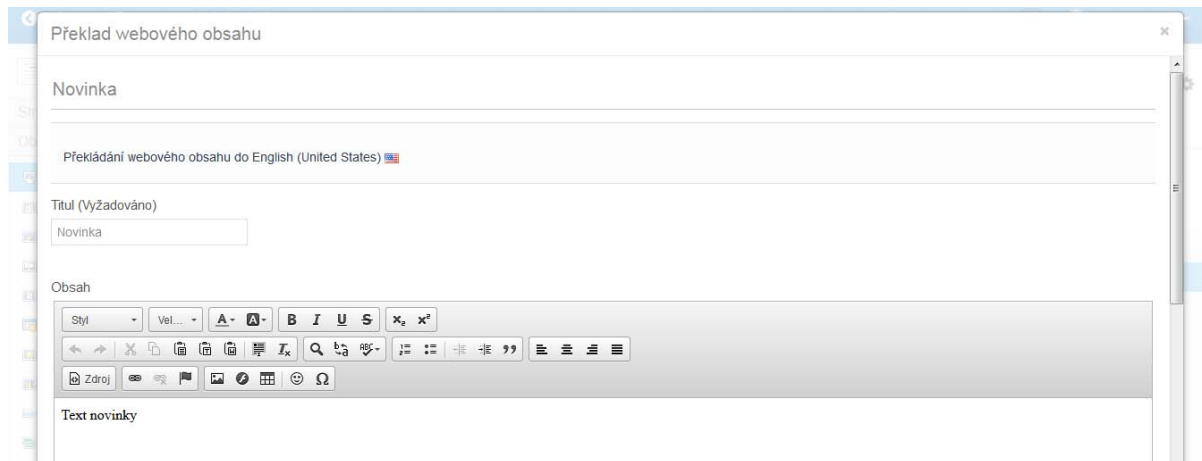 Překlad webového obsahu
Novinka
Překládání webového obsahu do English (United States)
Titul (Vyžadováno)
Novinka
Obsah
Styl Vel...
Zdroj
Text novinky